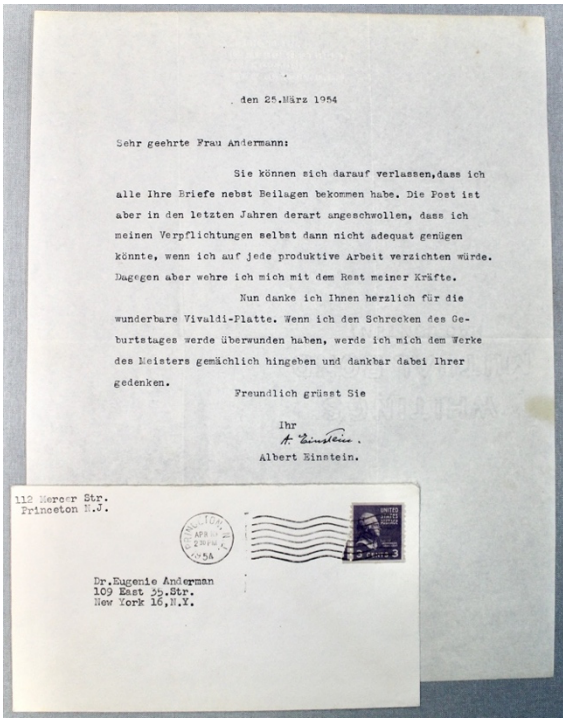 den 25.März 1954
Sehr geehrte Frau Andermann:
Sie können sich darauf verlassen,dass ich
alle Ihre Briefe nebst Beilagen bekommen habe. Die Post ist
aber in den letzten Jahren derart angeschwollen, dass ich
meinen Verpflichtungen selbst dann nicht adequat genügen
könnte, wenn ich auf jede produktive Arbeit verzichten würde.
Dagegen aber wehre ich mich mit dem Rest meiner Kräfte.
Nun danke ich Ihnen herzlich für die
wunderbare Vivaldi-Platte. Wenn ich den Schrecken des Ge-
burtstages werde überwunden haben, werde ich mich dem Werke
des Meisters gemächlich hingeben und dankbar dabei Ihrer
gedenken.
Freundlich grüsst Sie
Ihr
A. Einstein.
Albert Einstein.
112 Mercer Str.
Princeton N.J.
PRINCETON, N.J.
APR
1954
UNITED
STATES
POSTAGE
3 CENTS 3
Dr.Eugenie Anderman
109 East 35.Str.
New York 16,N.Y.